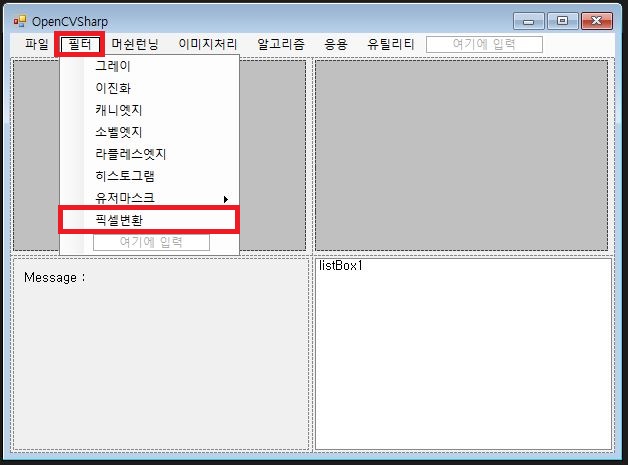 OpenCVSharp
파일 필터 머쉰런닝 이미지처리 알고리즘 응용 유틸리티 여기에 입력
그레이
이진화
캐니엣지
소벨엣지
라플레스엣지
히스토그램
유저마스크
픽셀변환
여기에 입력
Message :
listBox1